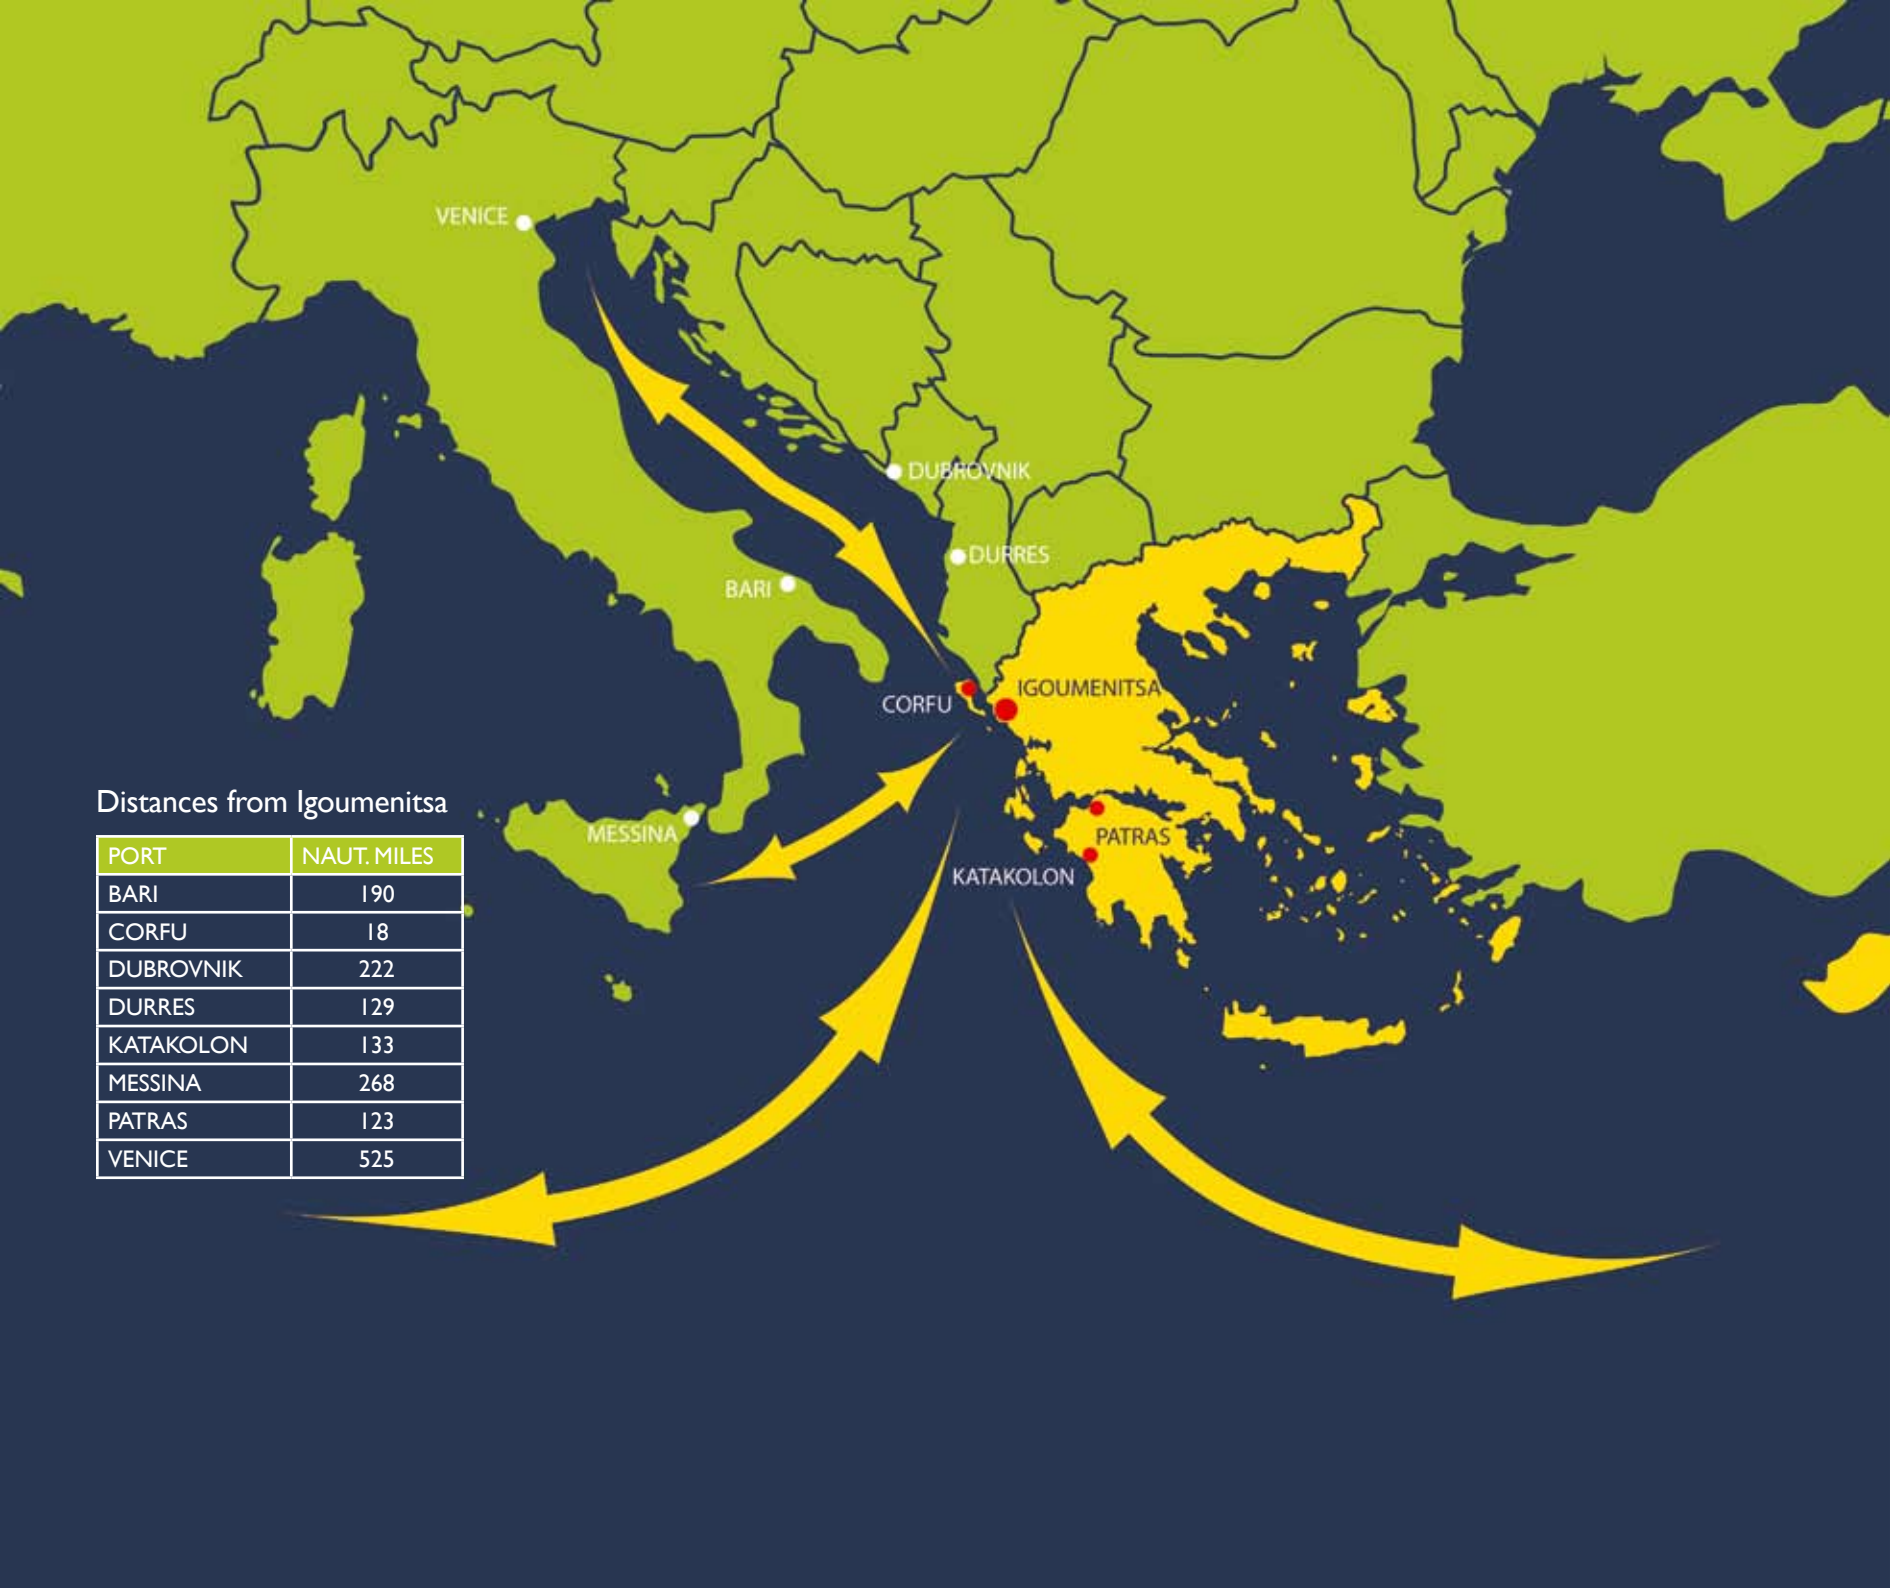 VENICE
DUBROVNIK
DURRES
BARI
IGOUMENITSA
CORFU
MESSINA
PATRAS
KATAKOLON
Distances from Igoumenitsa
PORT NAUT. MILES
BARI 190
CORFU 18
DUBROVNIK 222
DURRES 129
KATAKOLON 133
MESSINA 268
PATRAS 123
VENICE 525